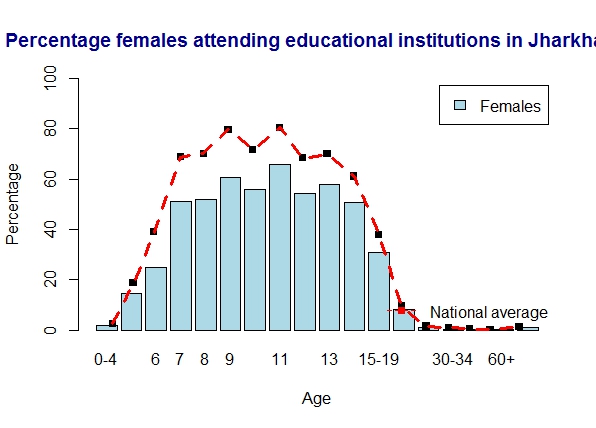 Percentage females attending educational institutions in Jharkha
Females
Percentage
100
80
60
40
20
0
National average
0-4 6 7 8 9 11 13 15-19 30-34 60+
Age